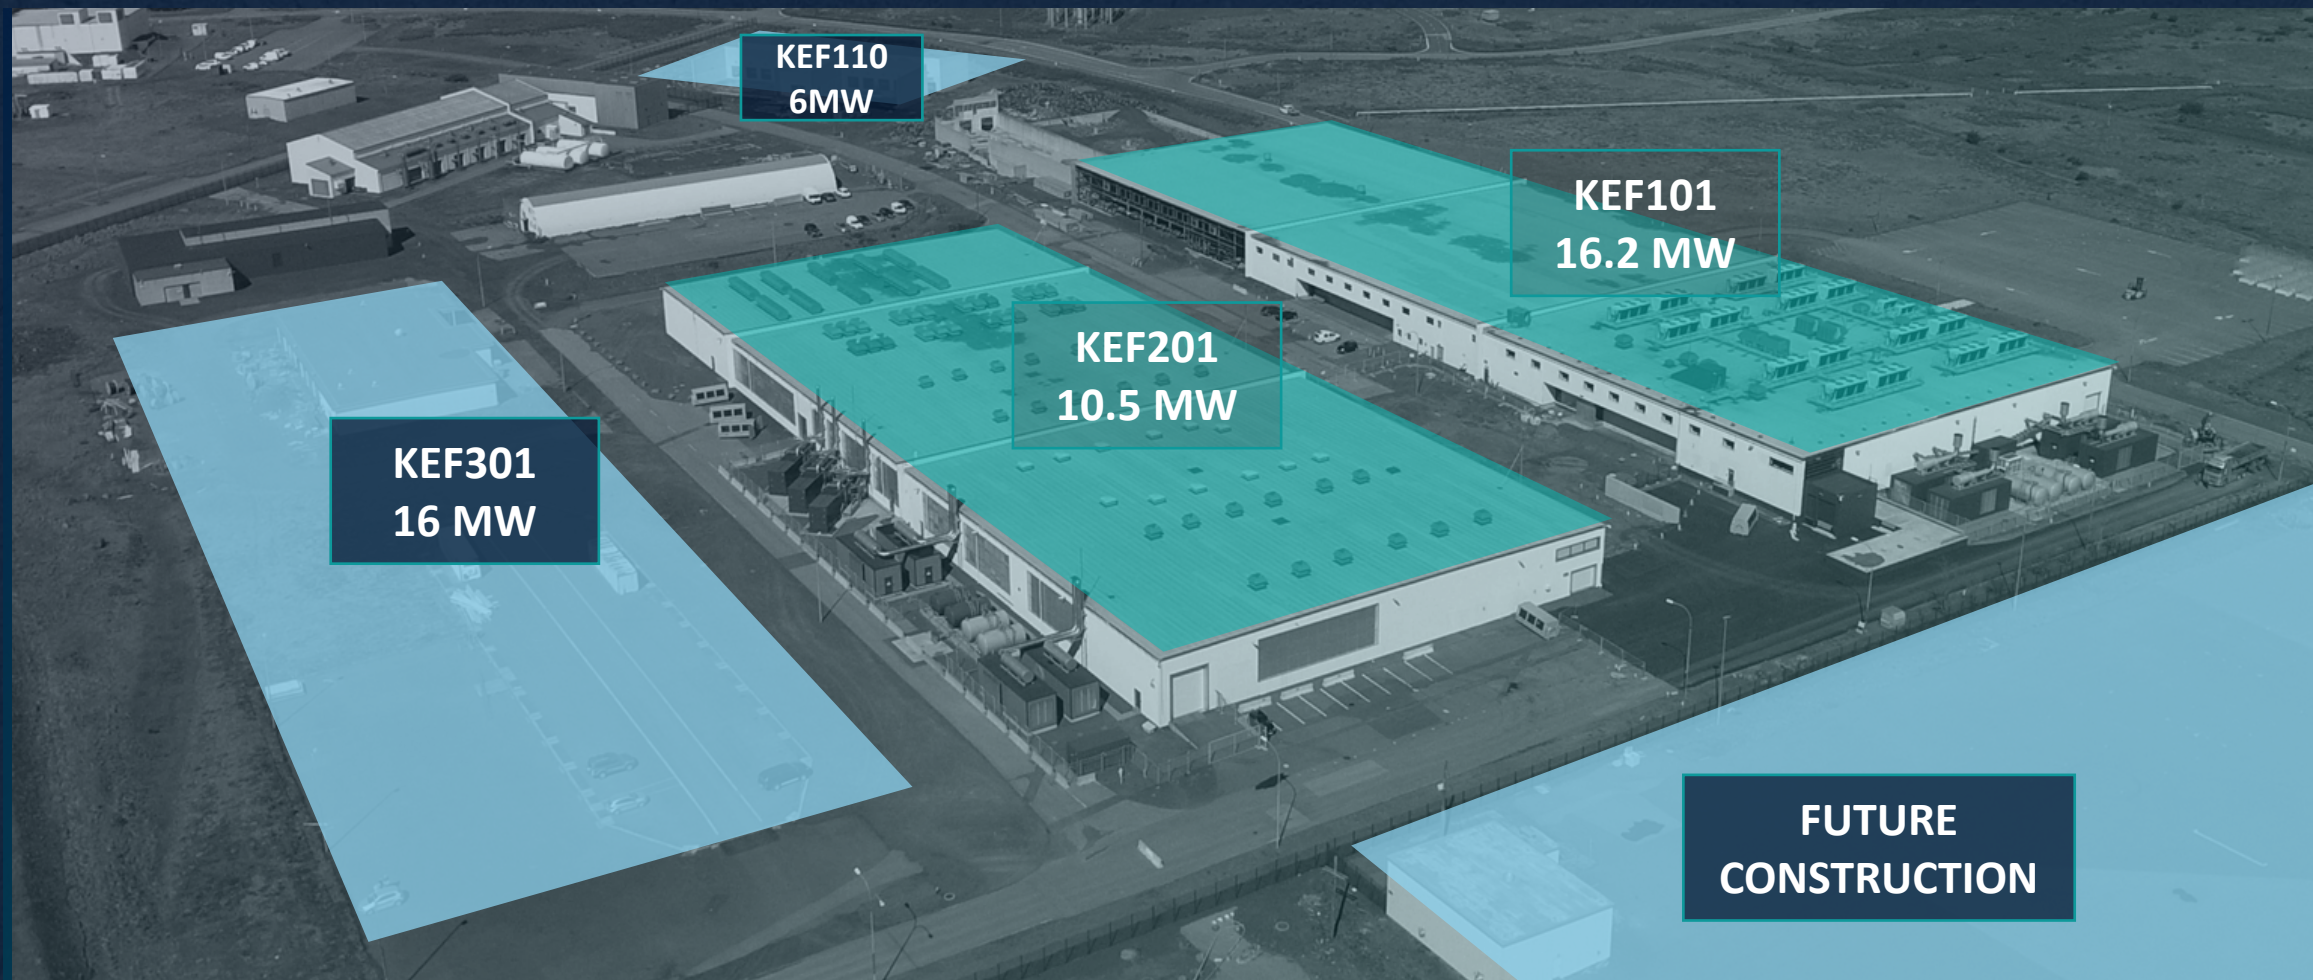 KEF110
6MW
KEF101
16.2 MW
KEF201
10.5 MW
KEF301
16 MW
FUTURE
CONSTRUCTION